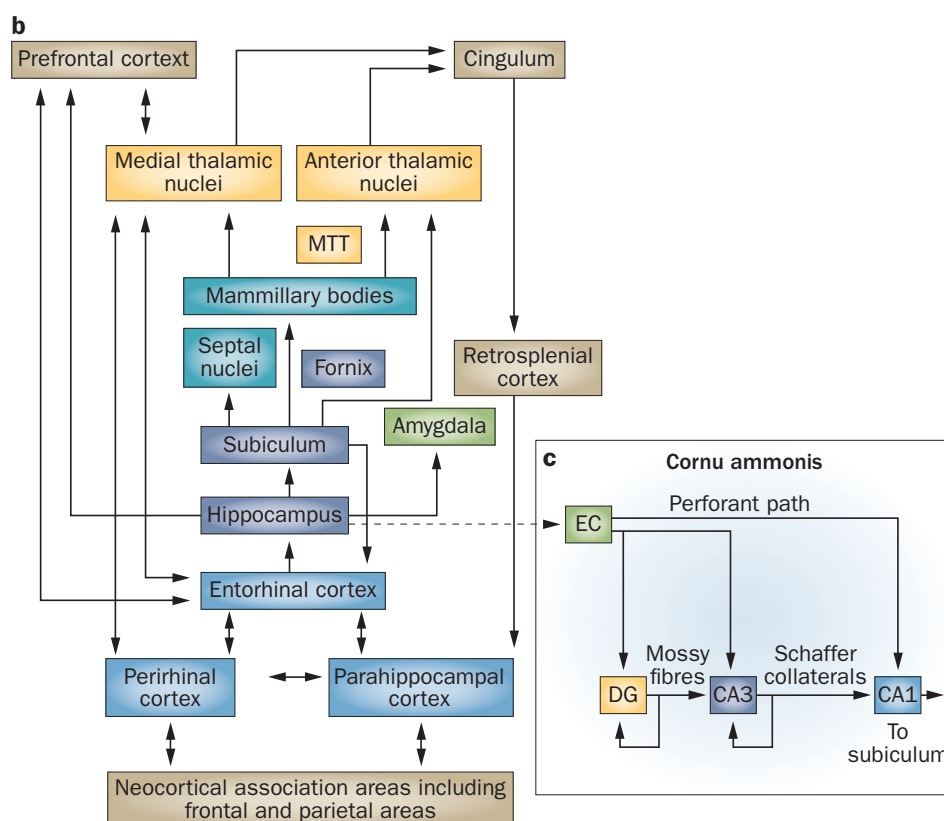 b
Prefrontal cortext
Cingulum
Medial thalamic
nuclei
Anterior thalamic
nuclei
MTT
Mammillary bodies
Septal
nuclei
Fornix
Retrosplenial
cortex
Amygdala
Subiculum
Hippocampus
Entorhinal cortex
Perirhinal
cortex
Parahippocampal
cortex
Neocortical association areas including
frontal and parietal areas
c
Cornu ammonis
Perforant path
EC
Mossy
fibres
Schaffer
collaterals
DG
CA3
CA1
To
subiculum